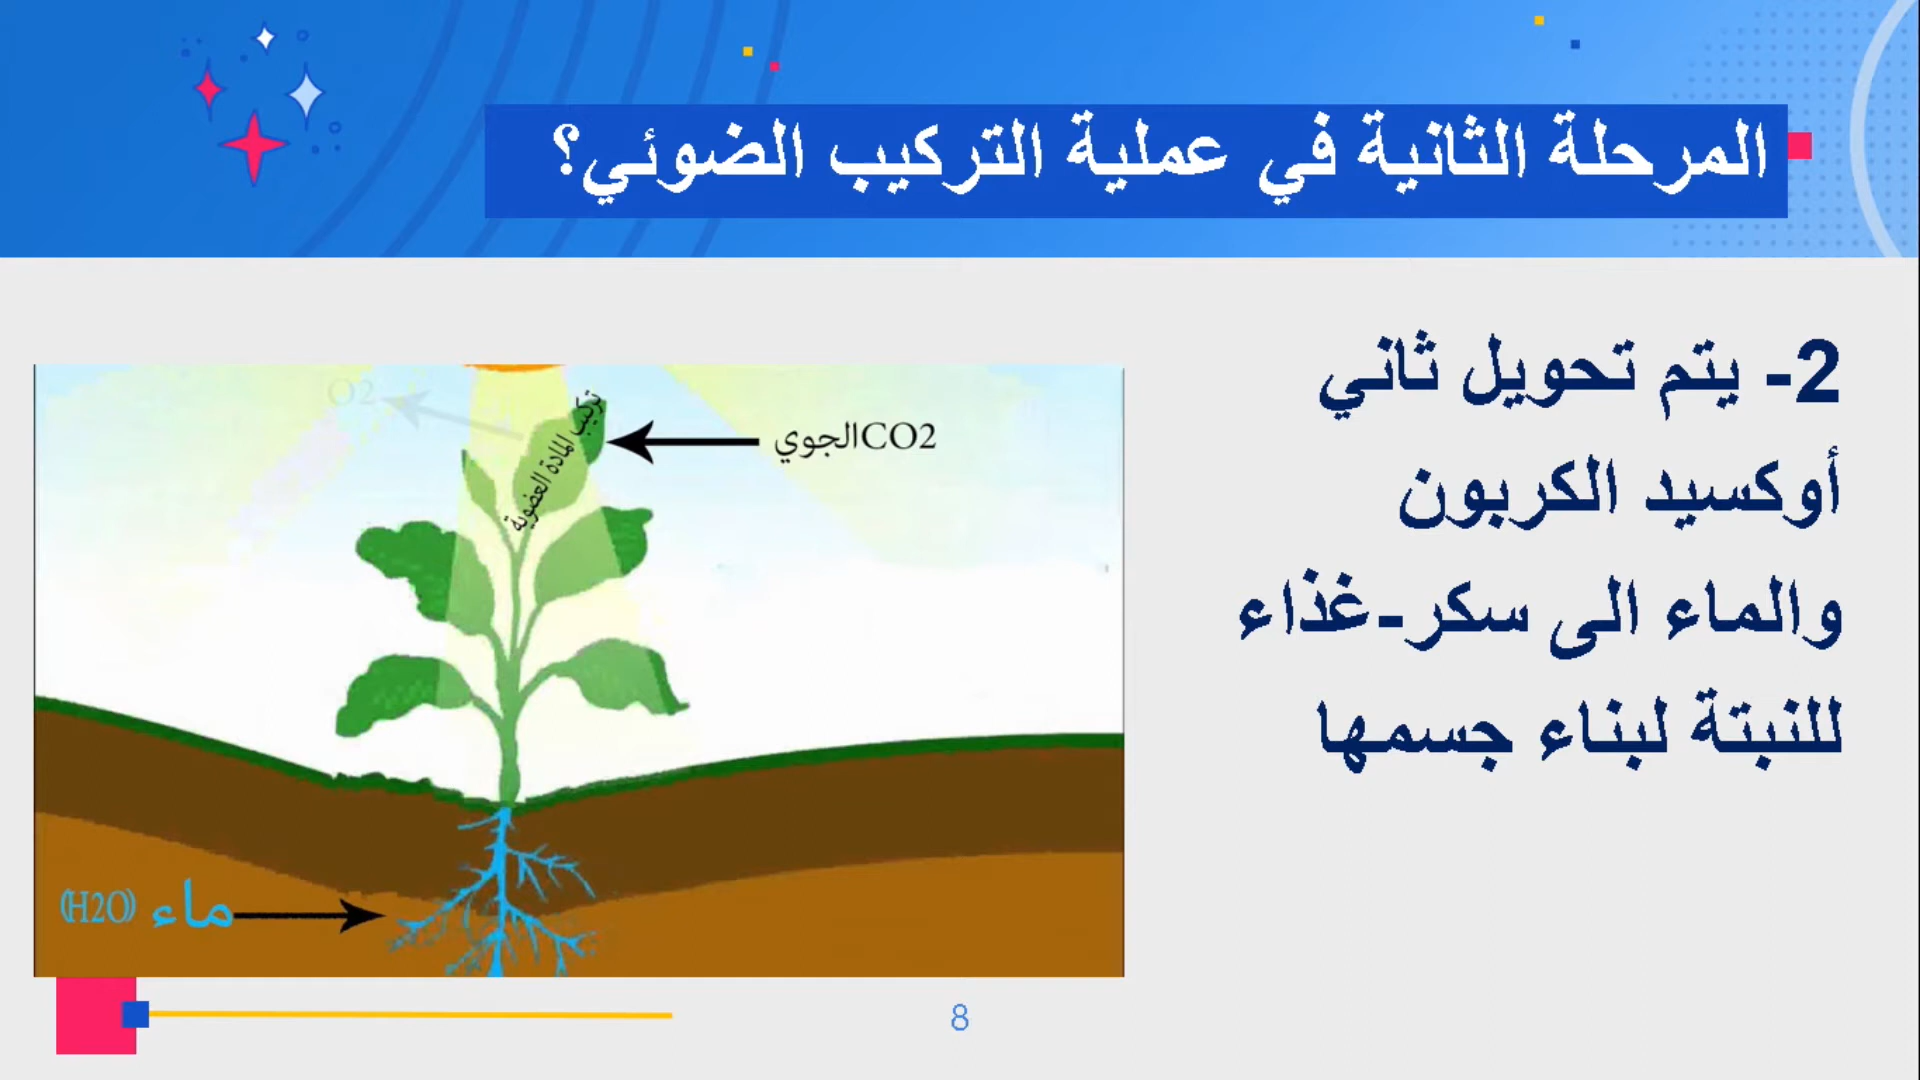 المرحلة الثانية في عملية التركيب الضوئي؟
2- يتم تحويل ثاني
أوكسيد الكربون
والماء الى سكر-غذاء
للنبتة لبناء جسمها
O2
تركيب المادة العضوية
CO2الجوي
ماء (H2O)
8